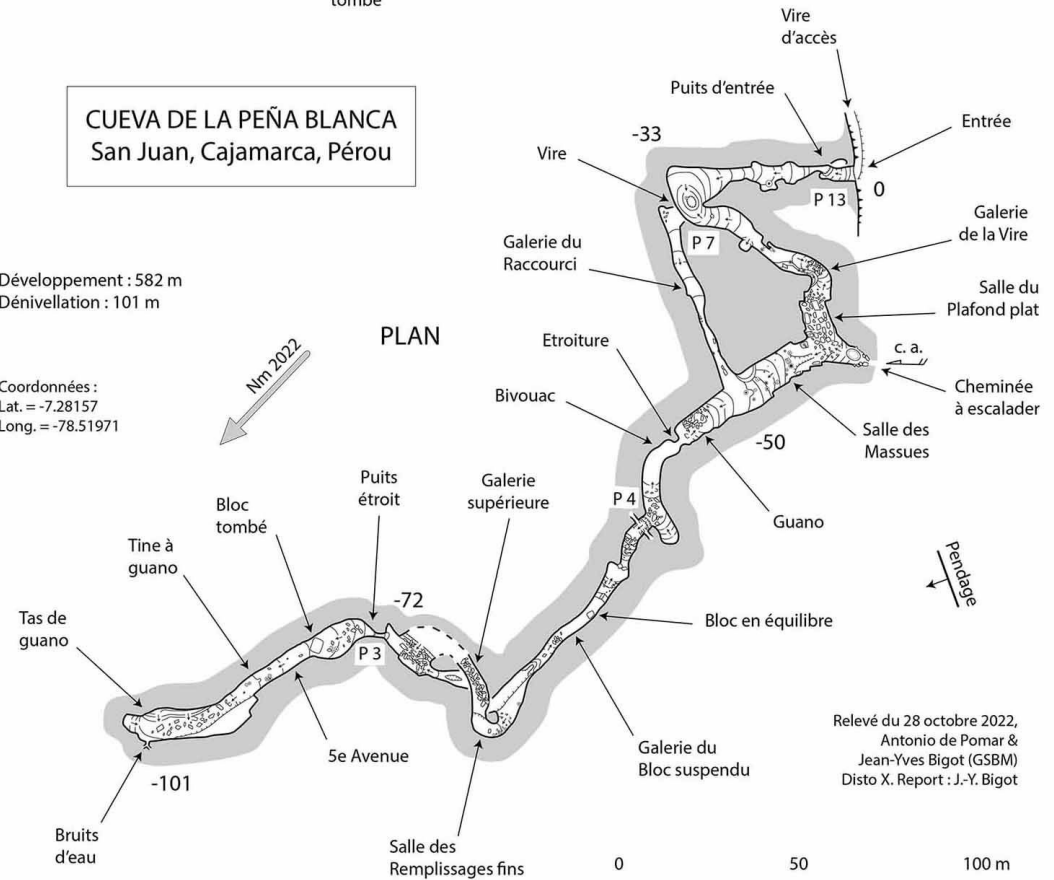 tombé
Vire
d'accès
CUEVA DE LA PEÑA BLANCA
San Juan, Cajamarca, Pérou
Puits d'entrée
Entrée
-33
Vire
0
P 13
Galerie
de la Vire
P 7
Galerie du
Raccourci
Développement : 582 m
Dénivellation : 101 m
Salle du
Plafond plat
PLAN
Nm 2022
Etroiture
c. a.
Coordonnées :
Lat. = -7.28157
Long. = -78.51971
Cheminée
à escalader
Bivouac
Salle des
Massues
-50
Puits
étroit
Galerie
supérieure
P 4
Bloc
tombé
Guano
Tine à
guano
Pendage
Tas de
guano
-72
Bloc en équilibre
P 3
5e Avenue
Galerie du
Bloc suspendu
Relevé du 28 octobre 2022,
Antonio de Pomar &
Jean-Yves Bigot (GSBM)
Disto X. Report : J.-Y. Bigot
-101
Bruits
d'eau
Salle des
Remplissages fins
0 50 100 m